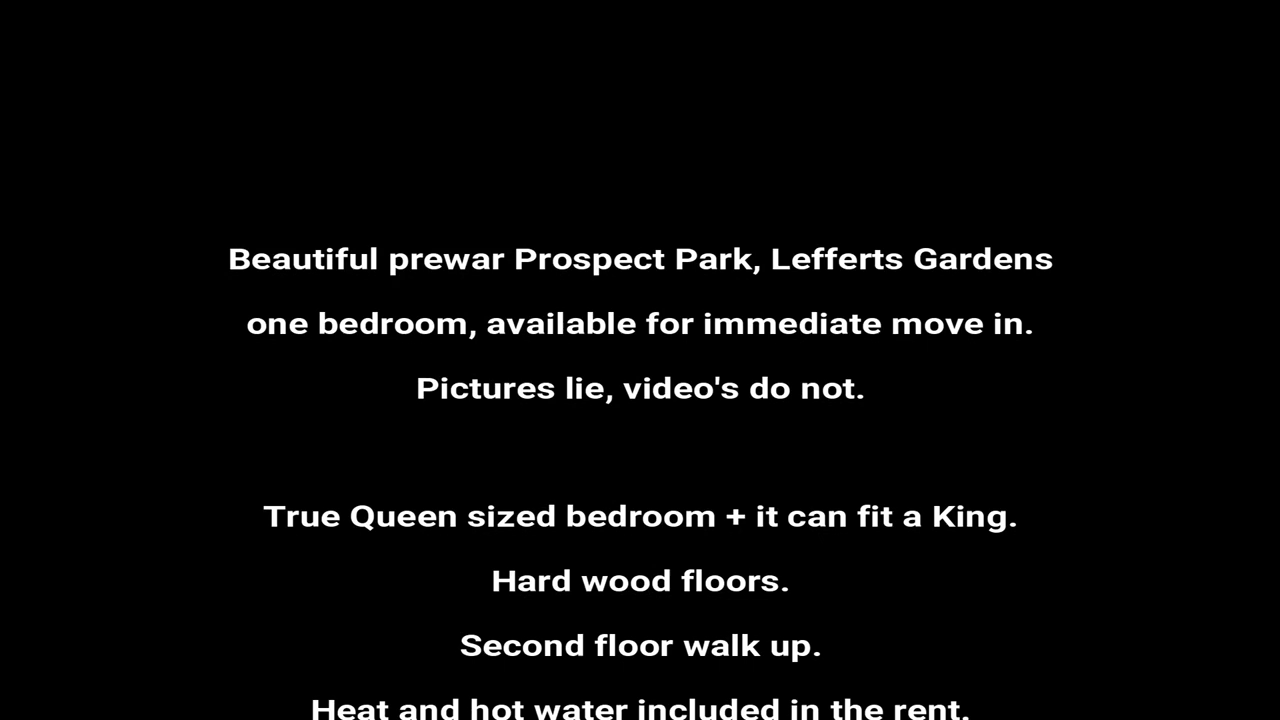 Beautiful prewar Prospect Park, Lefferts Gardens
one bedroom, available for immediate move in.
Pictures lie, video's do not.
True Queen sized bedroom + it can fit a King.
Hard wood floors.
Second floor walk up.
Heat and hot water included in the rent.